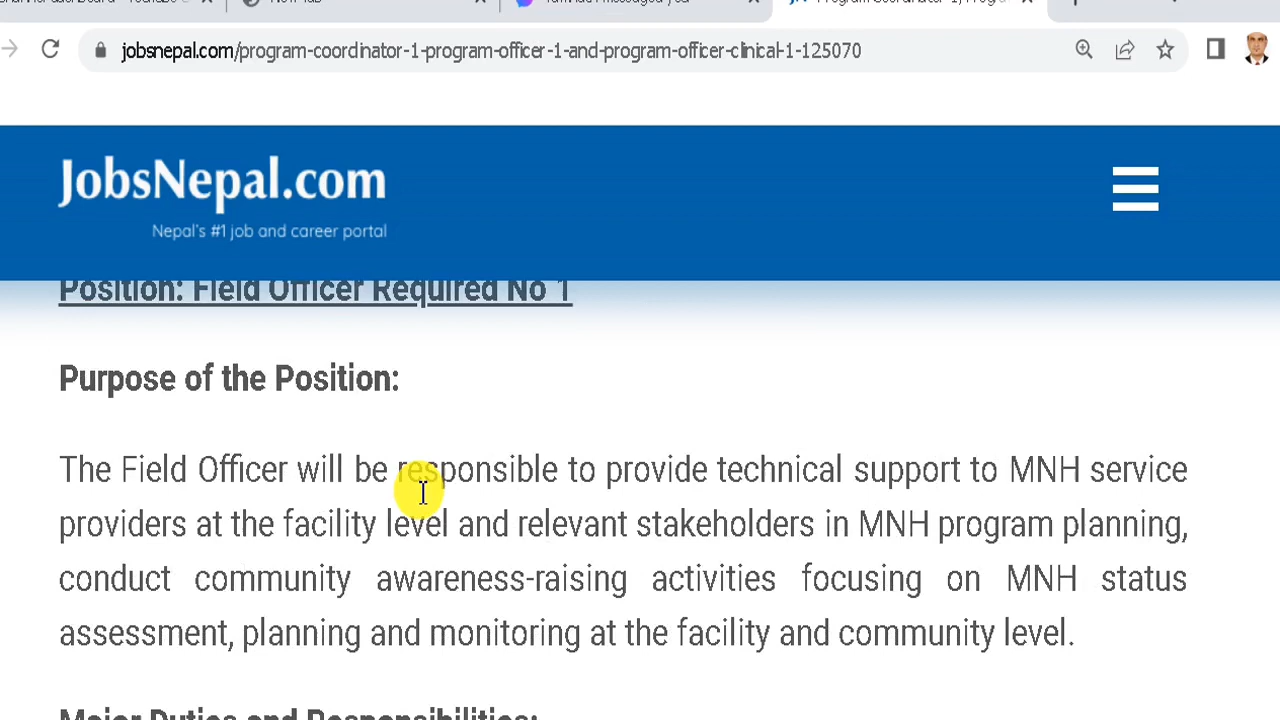 jobsnepal.com/program-coordinator-1-program-officer-1-and-program-officer-clinical-1-125070
JobsNepal.com
Nepal's #1 job and career portal
Position: Field Officer Required No 1
Purpose of the Position:
The Field Officer will be responsible to provide technical support to MNH service
providers at the facility level and relevant stakeholders in MNH program planning,
conduct community awareness-raising activities focusing on MNH status
assessment, planning and monitoring at the facility and community level.
Major Duties and Responsibilities: